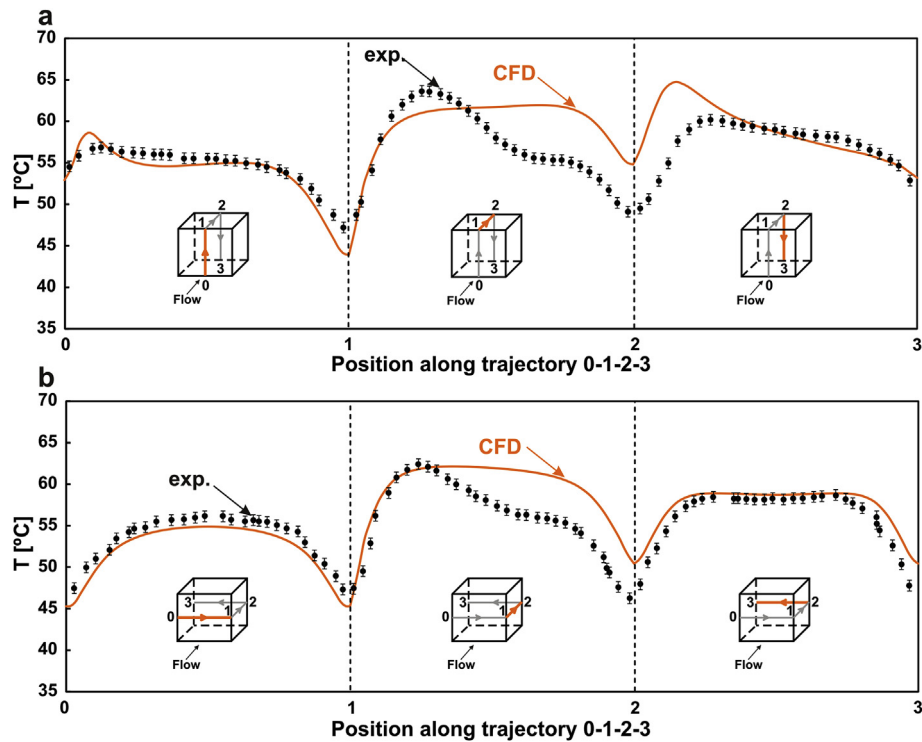 a
70
65
60
55
50
45
40
35
T [ºC]
exp.
CFD
1 2
3
0
Flow
1 2
3
0
Flow
1 2
3
0
Flow
0 1 2 3
Position along trajectory 0-1-2-3
b
70
65
60
55
50
45
40
35
T [ºC]
exp.
CFD
3 2
0 1
Flow
3 2
0 1
Flow
3 2
0 1
Flow
0 1 2 3
Position along trajectory 0-1-2-3